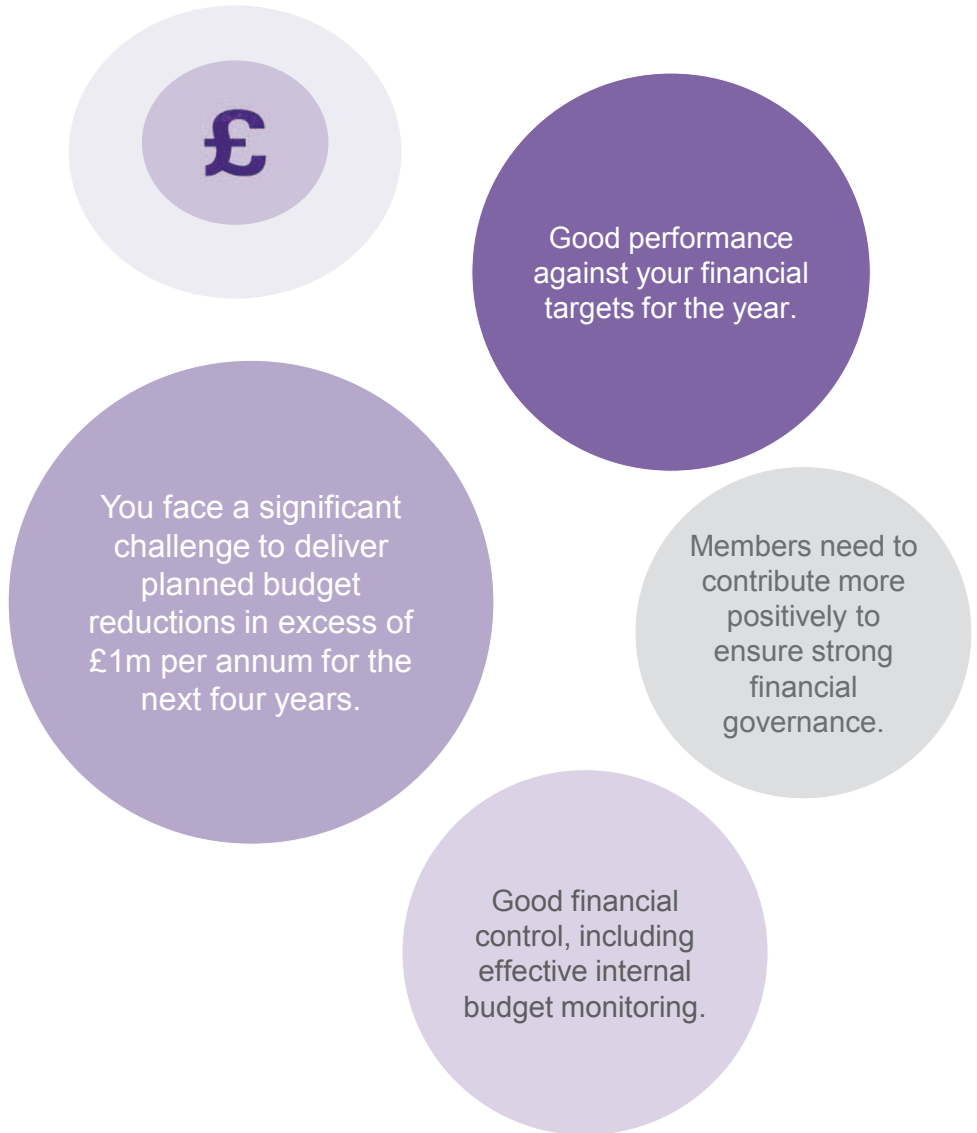 £
Good performance
against your financial
targets for the year.
You face a significant
challenge to deliver
planned budget
reductions in excess of
£1m per annum for the
next four years.
Members need to
contribute more
positively to
ensure strong
financial
governance.
Good financial
control, including
effective internal
budget monitoring.